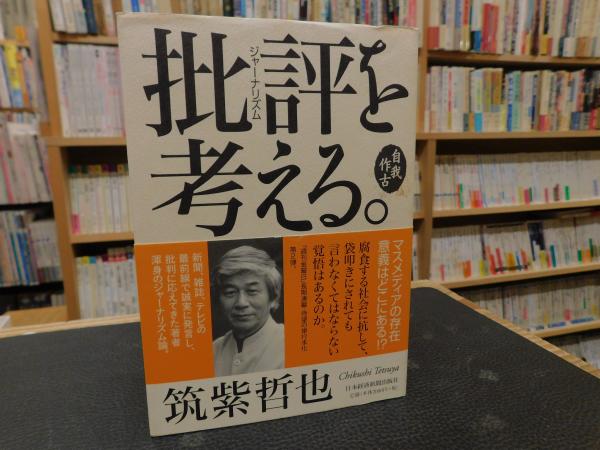 批評を
ジャーナリズム
考える。
自我
作古
マスメディアの存在
意義はどこにある!?
腐食する社会に抗して、
袋叩きにされても
言わなくてはならない
覚悟はあるのか。
新聞、雑誌、テレビの
最前線で誠実に発言し、
批判に応えてきた著者
渾身のジャーナリズム論。
筑紫哲也
Chikushi Tetsuya
日本経済新聞出版社